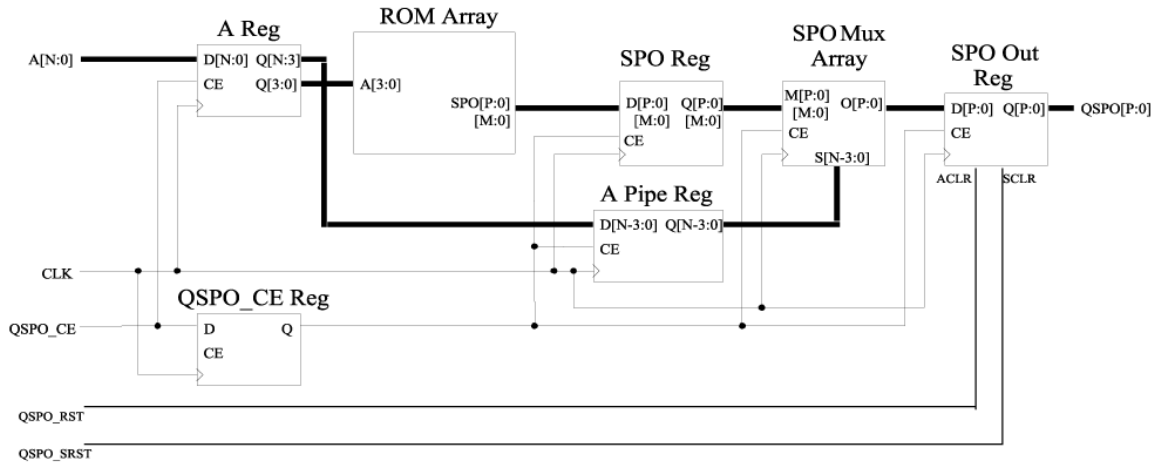 A Reg
ROM Array
SPO Reg
SPO Mux
Array
SPO Out
Reg
A[N:0]
D[N:0] Q[N:3]
CE Q[3:0]
A[3:0]
SPO[P:0]
[M:0]
D[P:0] Q[P:0]
[M:0] [M:0]
CE
M[P:0] O[P:0]
[M:0]
CE
S[N-3:0]
D[P:0] Q[P:0]
CE
QSPO[P:0]
ACLR SCLR
A Pipe Reg
D[N-3:0] Q[N-3:0]
CE
CLK
QSPO_CE Reg
QSPO_CE
D Q
CE
QSPO_RST
QSPO_SRST